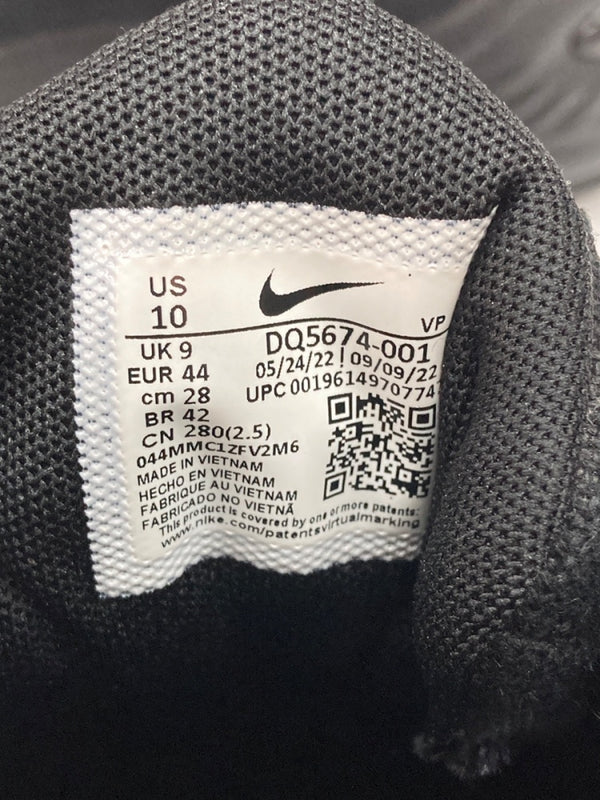 US
10
VP
UK 9
EUR 44
cm 28
BR 42
CN 280(2.5)
DQ5674-001
05/24/22 | 09/09/22
UPC 00196149707741
044MMC1ZFV2M6
MADE IN VIETNAM
HECHO EN VIETNAM
FABRIQUE AU VIETNAM
FABRICADO NO VIETNÃ
This product is covered by one or more patents:
www.nike.com/patentsvirtualmarking